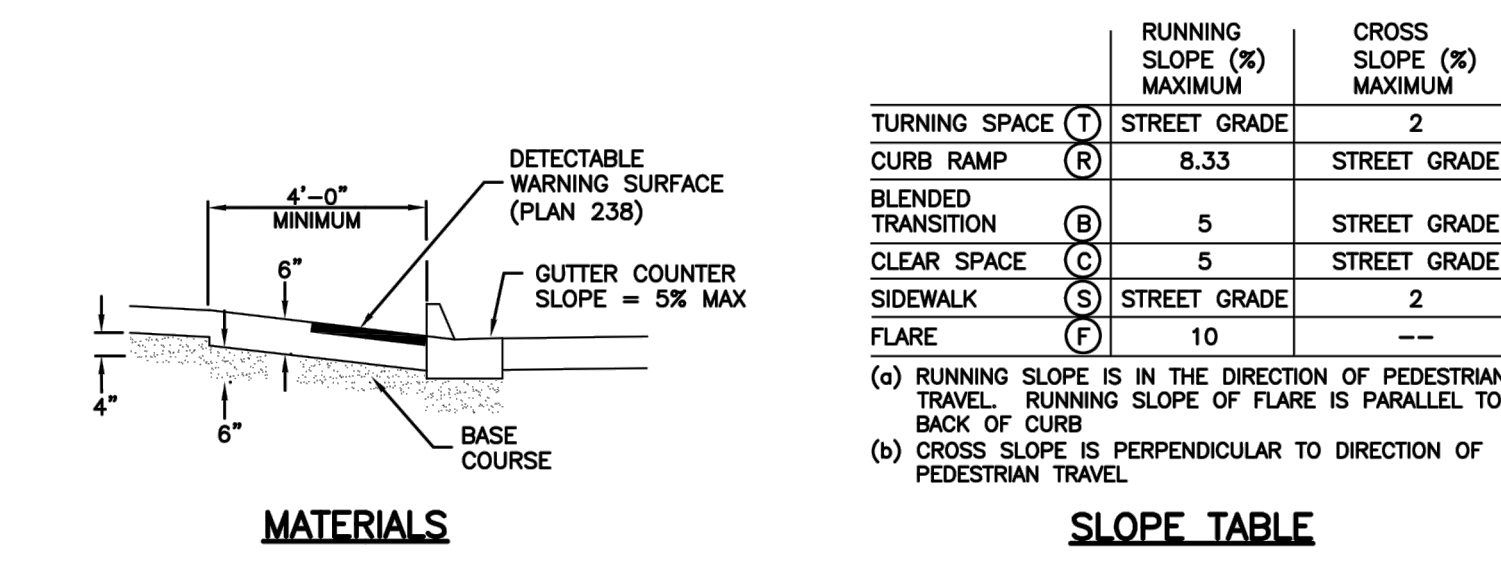 DETECTABLE
WARNING SURFACE
(PLAN 238)
4'-0"
MINIMUM
6"
GUTTER COUNTER
SLOPE = 5% MAX
4"
6"
BASE
COURSE
MATERIALS
RUNNING
SLOPE (%)
MAXIMUM
CROSS
SLOPE (%)
MAXIMUM
TURNING SPACE T STREET GRADE 2
CURB RAMP R 8.33 STREET GRADE
BLENDED
TRANSITION B 5 STREET GRADE
CLEAR SPACE C 5 STREET GRADE
SIDEWALK S STREET GRADE 2
FLARE F 10 --
(a) RUNNING SLOPE IS IN THE DIRECTION OF PEDESTRIAN
TRAVEL. RUNNING SLOPE OF FLARE IS PARALLEL TO
BACK OF CURB
(b) CROSS SLOPE IS PERPENDICULAR TO DIRECTION OF
PEDESTRIAN TRAVEL
SLOPE TABLE